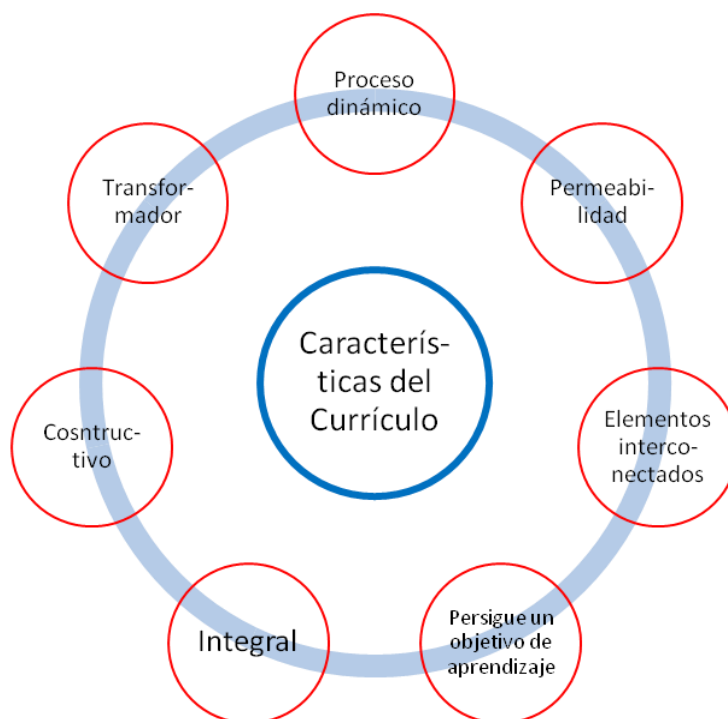 Proceso
dinámico
Permeabi-
lidad
Elementos
interco-
nectados
Persigue un
objetivo de
aprendizaje
Integral
Cosntruc-
tivo
Transfor-
mador
Caracterís-
ticas del
Currículo